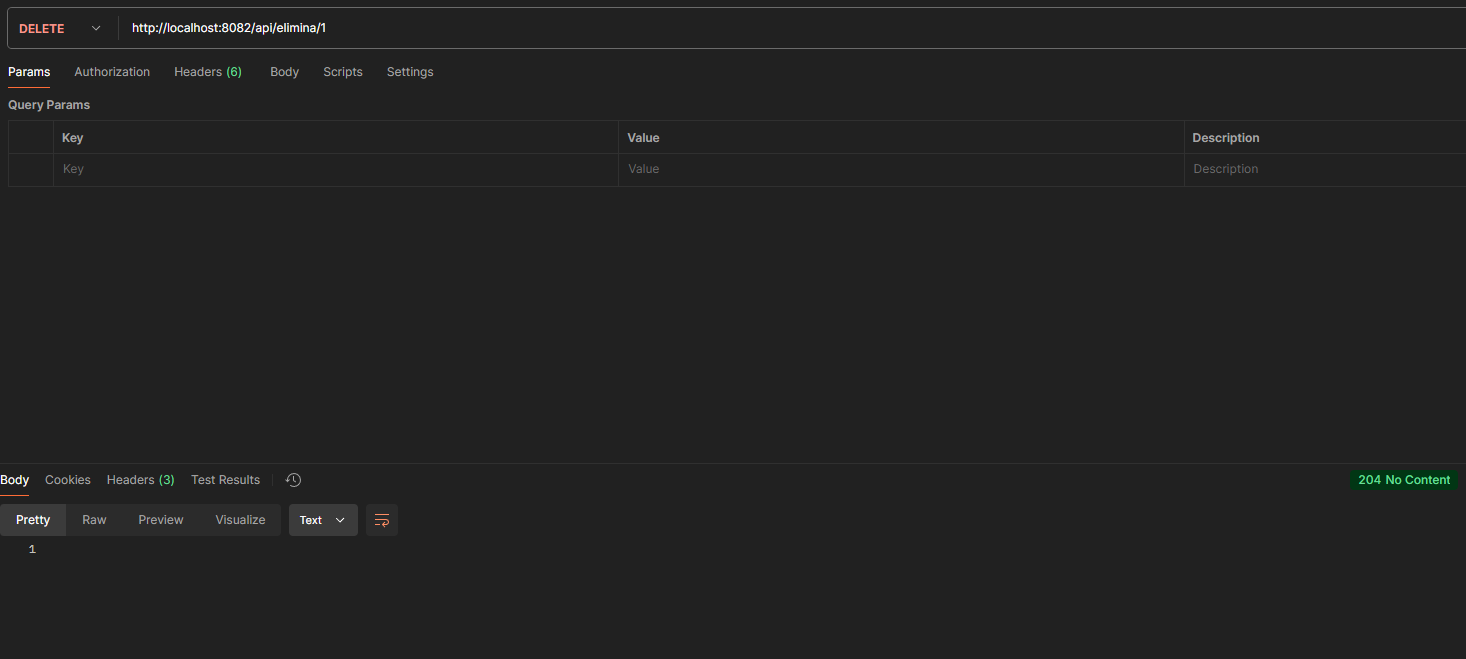 DELETE http://localhost:8082/api/elimina/1
Params Authorization Headers (6) Body Scripts Settings
Query Params
Key Value Description
Key Value Description
Body Cookies Headers (3) Test Results 204 No Content
Pretty Raw Preview Visualize Text
1